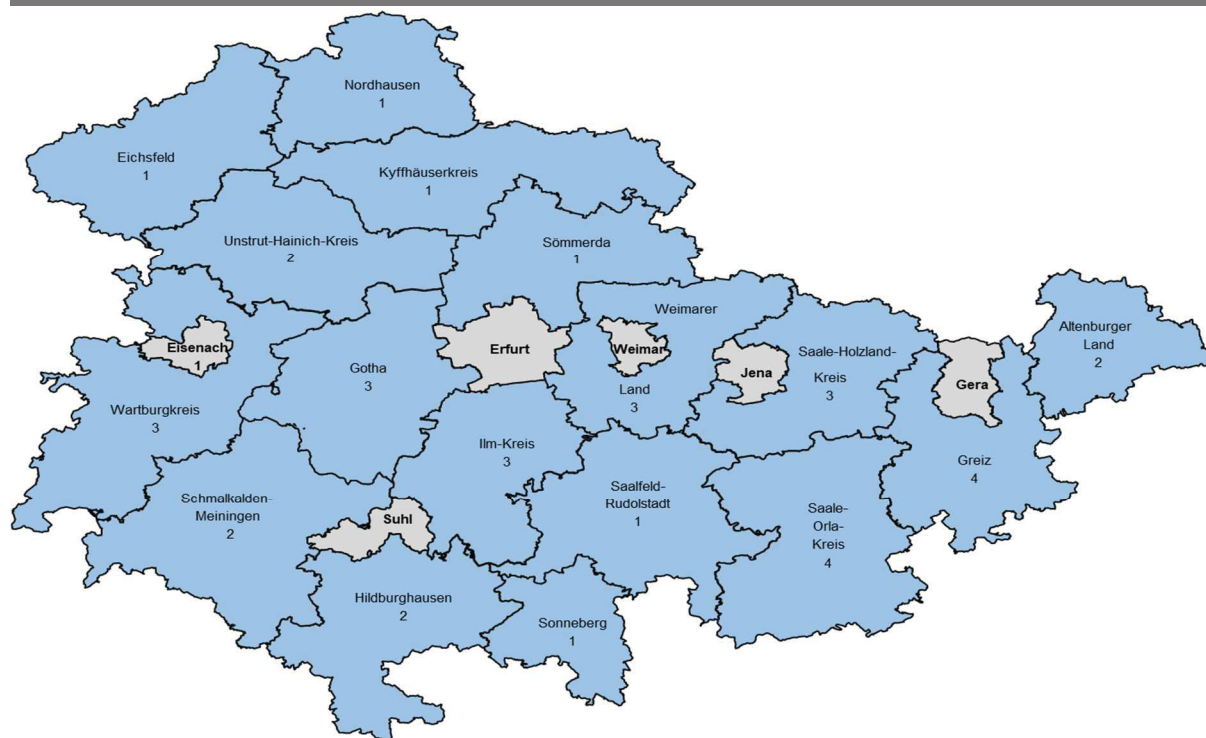 Nordhausen
1
Eichsfeld
1
Kyffhäuserkreis
1
Unstrut-Hainich-Kreis
2
Sömmerda
1
Weimarer
Land
3
Altenburger
Land
2
Eisenach
1
Erfurt
Weimar
Jena
Saale-Holzland-
Kreis
3
Gera
Gotha
3
Wartburgkreis
3
Ilm-Kreis
3
Greiz
4
Schmalkalden-
Meiningen
2
Suhl
Saalfeld-
Rudolstadt
1
Saale-
Orla-
Kreis
4
Hildburghausen
2
Sonneberg
1